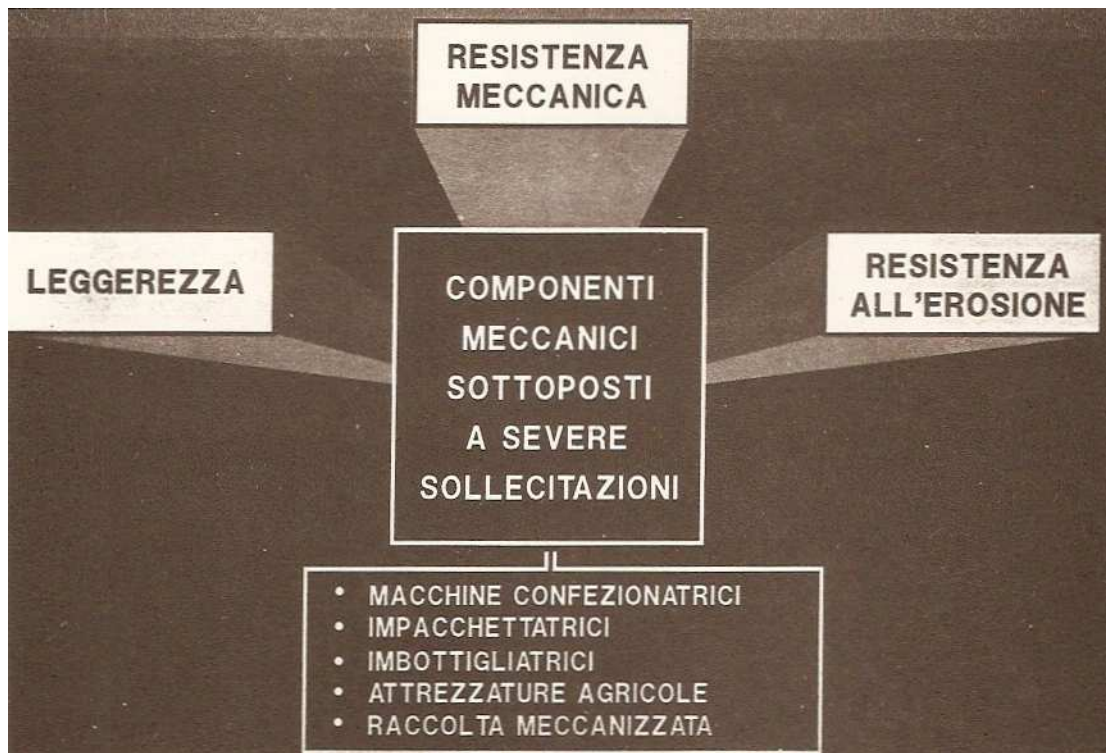 RESISTENZA
MECCANICA
LEGGEREZZA
RESISTENZA
ALL'EROSIONE
COMPONENTI
MECCANICI
SOTTOPOSTI
A SEVERE
SOLLECITAZIONI
• MACCHINE CONFEZIONATRICI
• IMPACCHETTATRICI
• IMBOTTIGLIATRICI
• ATTREZZATURE AGRICOLE
• RACCOLTA MECCANIZZATA